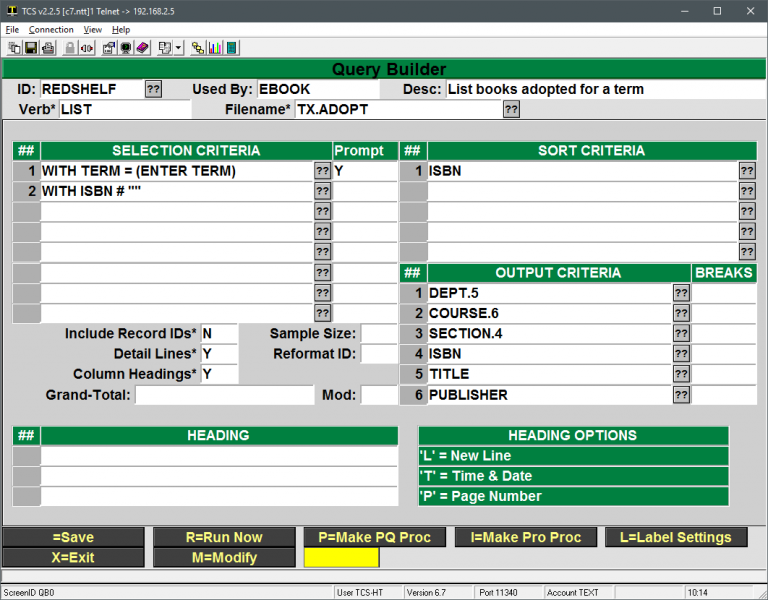 TCS v2.2.5 [c7.ntt]1 Telnet -> 192.168.2.5
File Connection View Help
Query Builder
ID: REDSHELF ?? Used By: EBOOK Desc: List books adopted for a term
Verb* LIST Filename* TX.ADOPT ??
## SELECTION CRITERIA Prompt
1 WITH TERM = (ENTER TERM) ?? Y
2 WITH ISBN # "" ??
??
??
??
??
??
??
## SORT CRITERIA
1 ISBN ??
??
??
??
??
## OUTPUT CRITERIA BREAKS
1 DEPT.5 ??
2 COURSE.6 ??
3 SECTION.4 ??
4 ISBN ??
5 TITLE ??
6 PUBLISHER ??
Include Record IDs* N Sample Size:
Detail Lines* Y Reformat ID:
Column Headings* Y
Grand-Total: Mod:
## HEADING
HEADING OPTIONS
'L' = New Line
'T' = Time & Date
'P' = Page Number
=Save R=Run Now P=Make PQ Proc I=Make Pro Proc L=Label Settings
X=Exit M=Modify
ScreenID QB0 User TCS-HT Version 6.7 Port 11340 Account TEXT 10:14